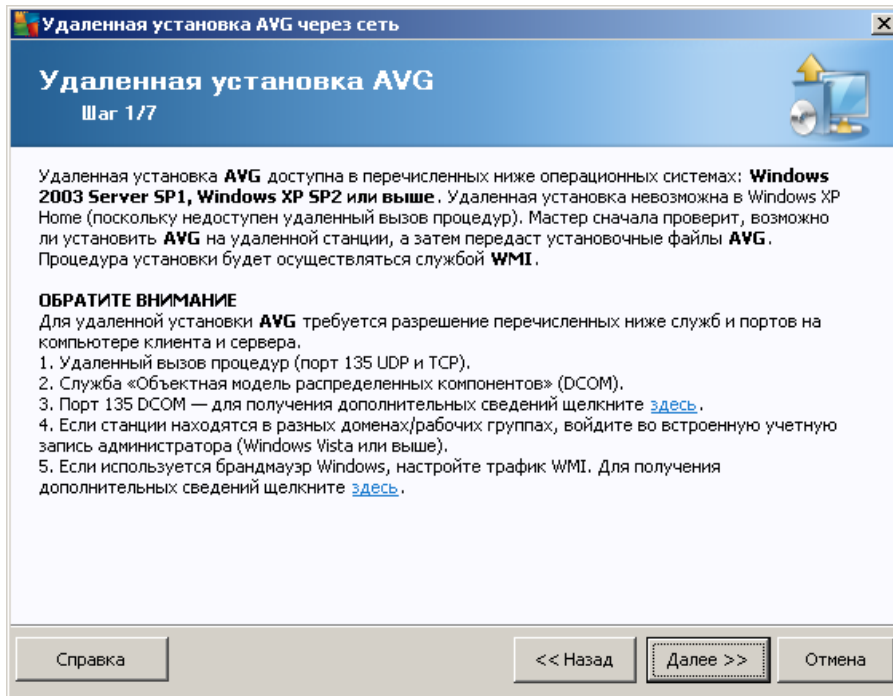 Удаленная установка AVG через сеть
Удаленная установка AVG
Шаг 1/7
Удаленная установка AVG доступна в перечисленных ниже операционных системах: Windows
2003 Server SP1, Windows XP SP2 или выше. Удаленная установка невозможна в Windows XP
Home (поскольку недоступен удаленный вызов процедур). Мастер сначала проверит, возможно
ли установить AVG на удаленной станции, а затем передаст установочные файлы AVG.
Процедура установки будет осуществляться службой WMI.
ОБРАТИТЕ ВНИМАНИЕ
Для удаленной установки AVG требуется разрешение перечисленных ниже служб и портов на
компьютере клиента и сервера.
1. Удаленный вызов процедур (порт 135 UDP и TCP).
2. Служба «Объектная модель распределенных компонентов» (DCOM).
3. Порт 135 DCOM — для получения дополнительных сведений щелкните здесь.
4. Если станции находятся в разных доменах/рабочих группах, войдите во встроенную учетную
запись администратора (Windows Vista или выше).
5. Если используется брандмауэр Windows, настройте трафик WMI. Для получения
дополнительных сведений щелкните здесь.
Справка
<< Назад
Далее >>
Отмена